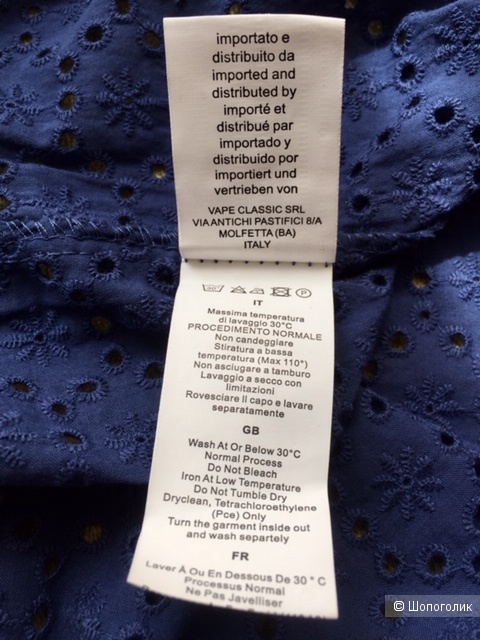 importato e
distribuito da
imported and
distributed by
importé et
distribué par
importado y
distribuido por
importiert und
vertrieben von
VAPE CLASSIC SRL
VIA ANTICHI PASTIFICI 8/A
MOLFETTA (BA)
ITALY
IT
Massima temperatura
di lavaggio 30°C
PROCEDIMENTO NORMALE
Non candeggiare
Stiratura a bassa
temperatura (Max 110°)
Non asciugare a tamburo
Lavaggio a secco con
limitazioni
Rovesciare il capo e lavare
separatamente
GB
Wash At Or Below 30°C
Normal Process
Do Not Bleach
Iron At Low Temperature
Do Not Tumble Dry
Dryclean, Tetrachloroethylene
(Pce) Only
Turn the garment inside out
and wash separtely
FR
Laver À Ou En Dessous De 30 ° C
Processus Normal
Ne Pas Javelliser
© Шопоголик